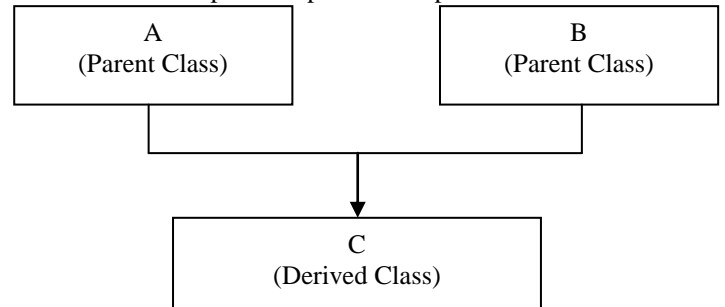 A
(Parent Class)
B
(Parent Class)
C
(Derived Class)